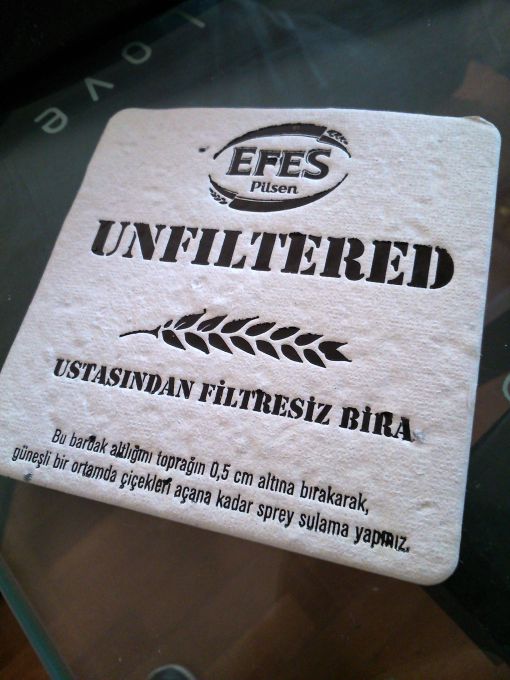 love
EFES
Pilsen
UNFILTERED
USTASINDAN FİLTRESİZ BİRA
Bu bardak altlığını toprağın 0,5 cm altına bırakarak,
güneşli bir ortamda çiçekleri açana kadar sprey sulama yapınız.